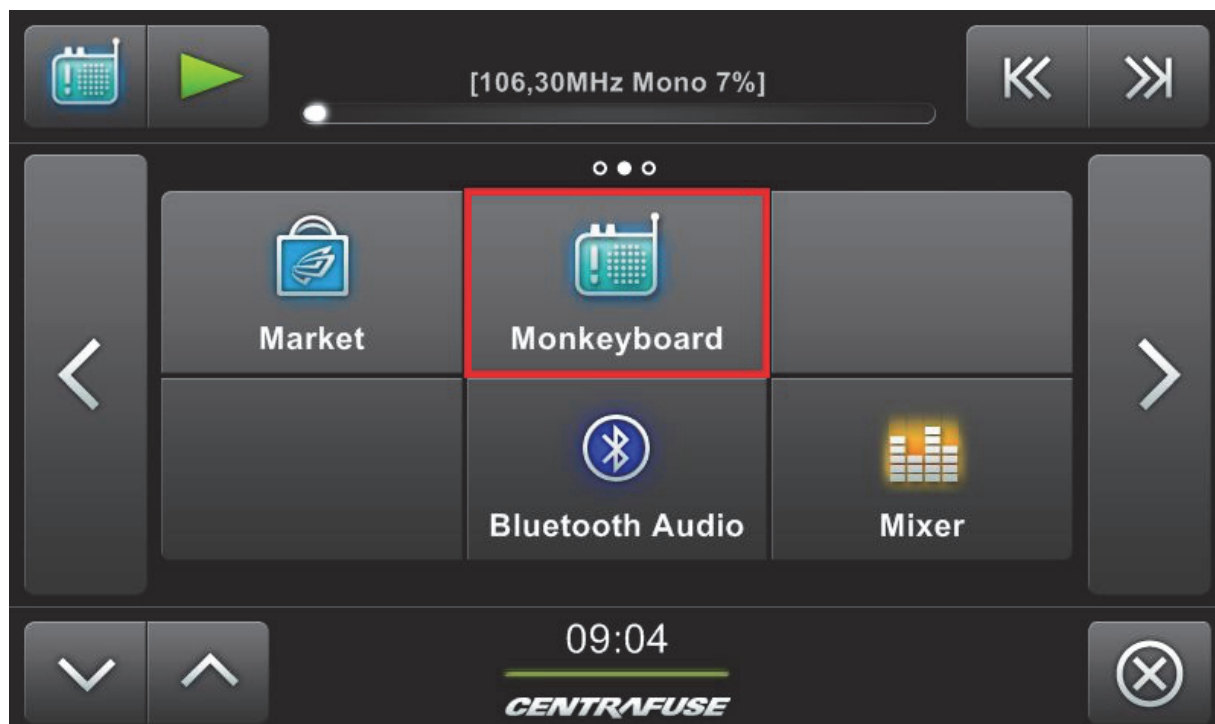 [106,30MHz Mono 7%]
Market
Monkeyboard
Bluetooth Audio
Mixer
09:04
CENTRAFUSE